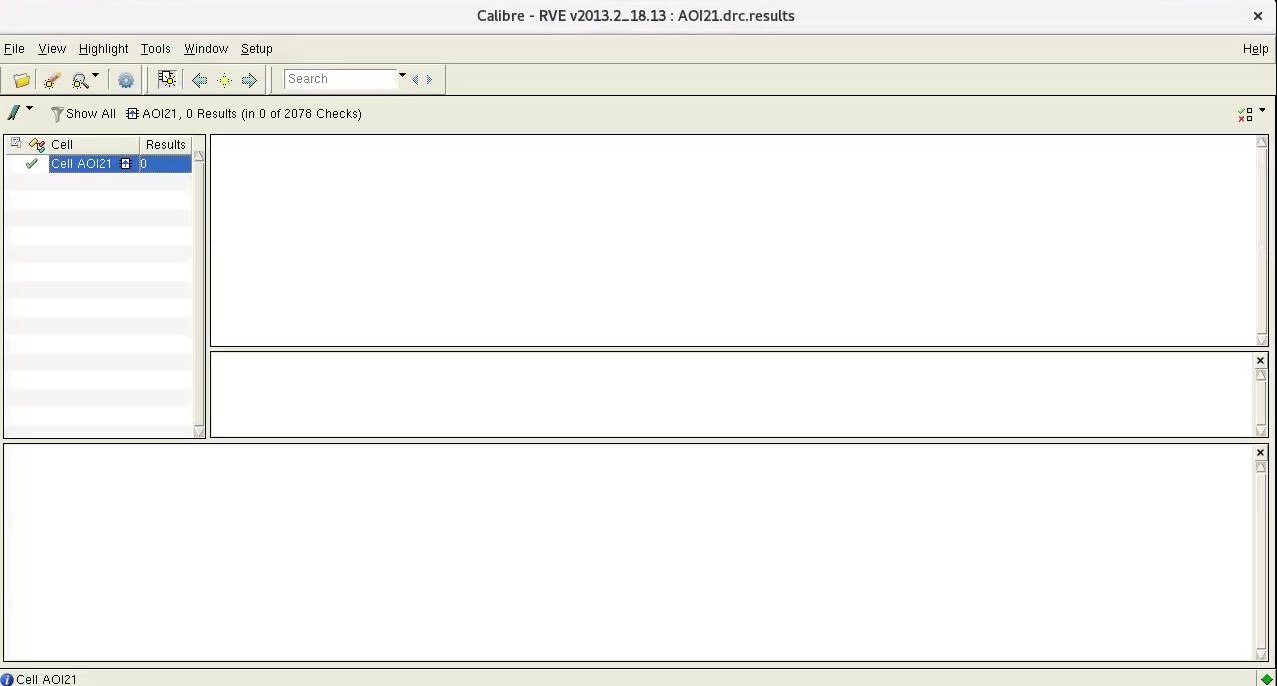 Calibre - RVE v2013.2_18.13 : AOI21.drc.results
File View Highlight Tools Window Setup Help
Search
Show All AOI21, 0 Results (in 0 of 2078 Checks)
Cell Results
Cell AOI21 0
Cell AOI21